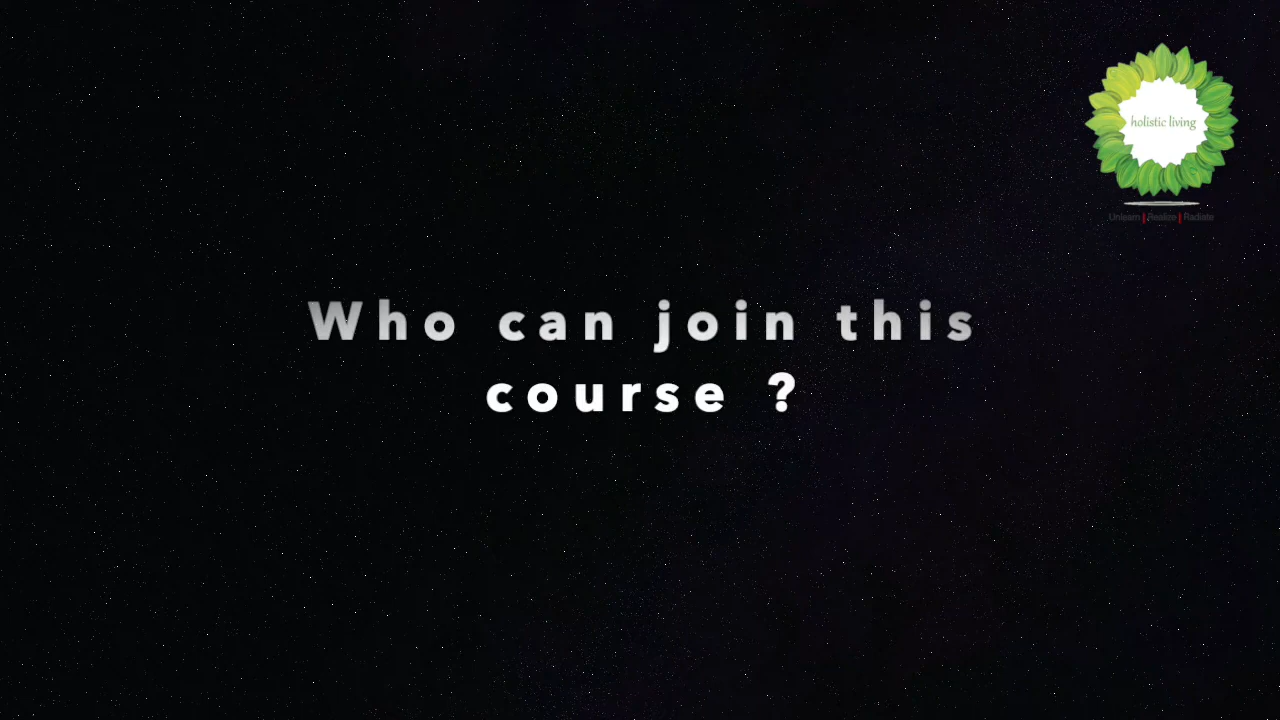 holistic living
Unlearn | Realize | Radiate
Who can join this
course ?